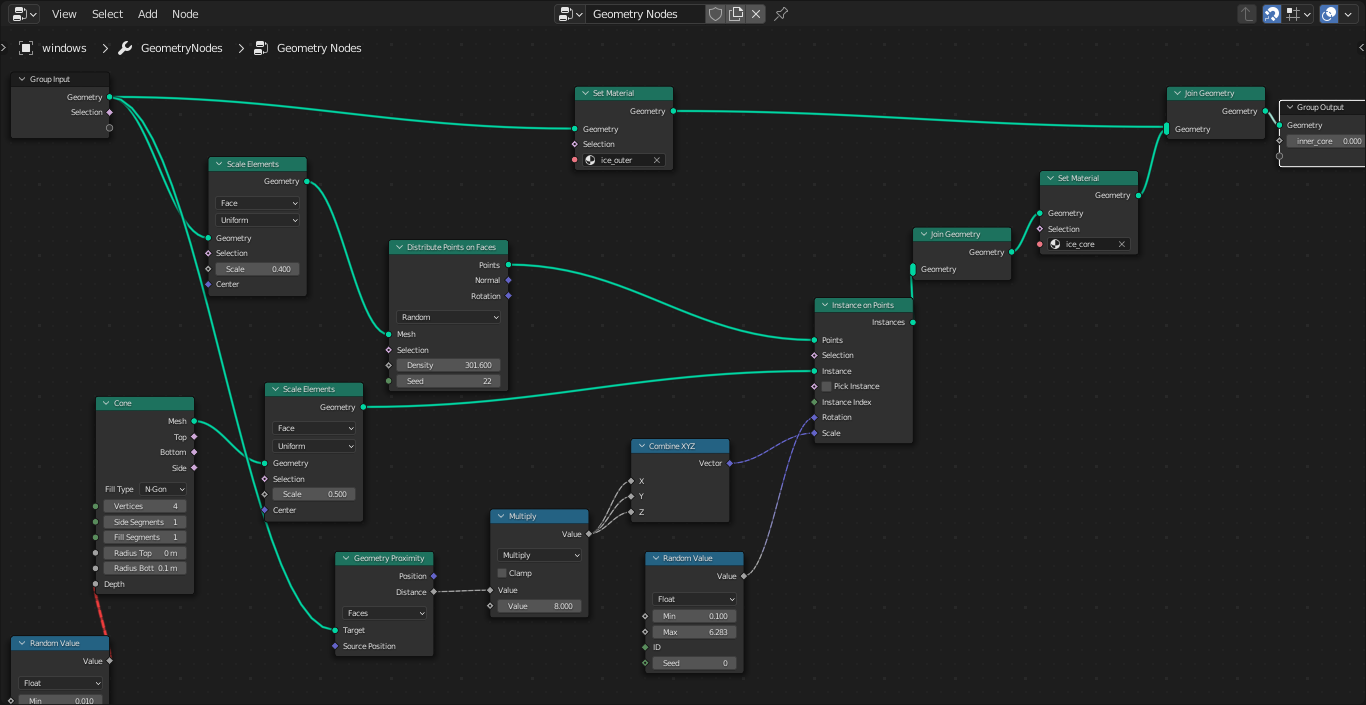 View Select Add Node
Geometry Nodes
windows > GeometryNodes > Geometry Nodes
Group Input
Geometry
Selection
Set Material
Geometry
Geometry
Selection
ice_outer
Join Geometry
Geometry
Geometry
Group Output
Geometry
inner_core 0.000
Scale Elements
Geometry
Face
Uniform
Geometry
Selection
Scale 0.400
Center
Set Material
Geometry
Geometry
Selection
ice_core
Join Geometry
Geometry
Geometry
Distribute Points on Faces
Points
Normal
Rotation
Random
Mesh
Selection
Density 301.600
Seed 22
Instance on Points
Instances
Points
Selection
Instance
Pick Instance
Instance Index
Rotation
Scale
Scale Elements
Geometry
Face
Uniform
Geometry
Selection
Scale 0.500
Center
Cone
Mesh
Top
Bottom
Side
Fill Type N-Gon
Vertices 4
Side Segments 1
Fill Segments 1
Radius Top 0 m
Radius Bott 0.1 m
Depth
Combine XYZ
Vector
X
Y
Z
Multiply
Value
Multiply
Clamp
Value
Value 8.000
Geometry Proximity
Position
Distance
Faces
Target
Source Position
Random Value
Value
Float
Min 0.100
Max 6.283
ID
Seed 0
Random Value
Value
Float
Min 0.010